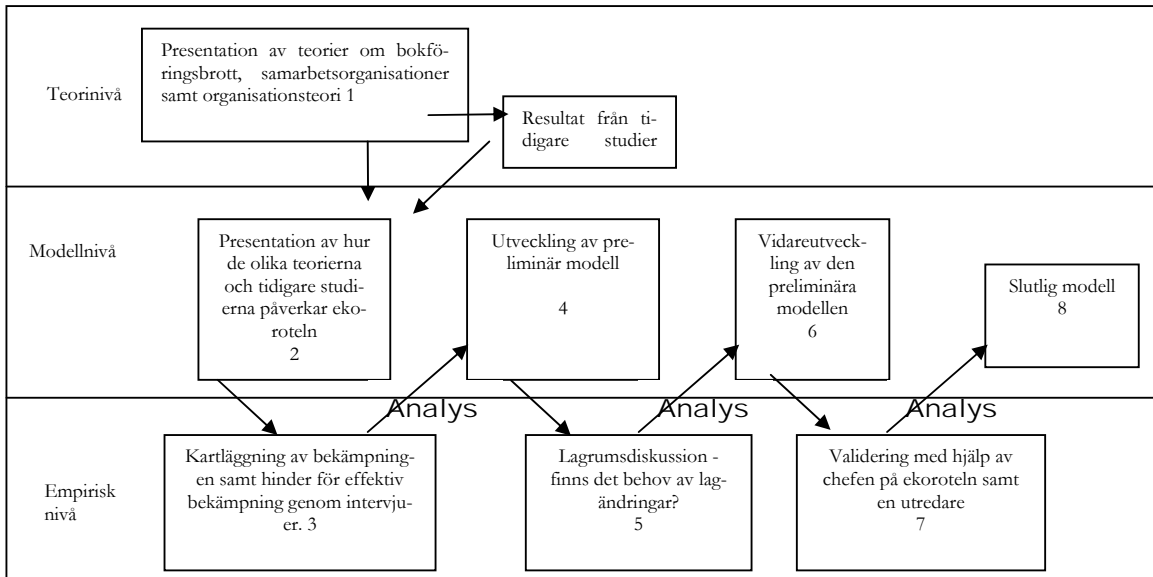 Teorinivå
Presentation av teorier om bokfö-
ringsbrott, samarbetsorganisationer
samt organisationsteori 1
Resultat från ti-
digare studier
Modellnivå
Presentation av hur
de olika teorierna
och tidigare studi-
erna påverkar eko-
roteln
2
Utveckling av pre-
liminär modell
4
Vidareutveck-
ling av den
preliminära
modellen
6
Slutlig modell
8
Analys
Analys
Analys
Empirisk
nivå
Kartläggning av bekämpning-
en samt hinder för effektiv
bekämpning genom intervju-
er. 3
Lagrumsdiskussion -
finns det behov av lag-
ändringar?
5
Validering med hjälp av
chefen på ekoroteln samt
en utredare
7